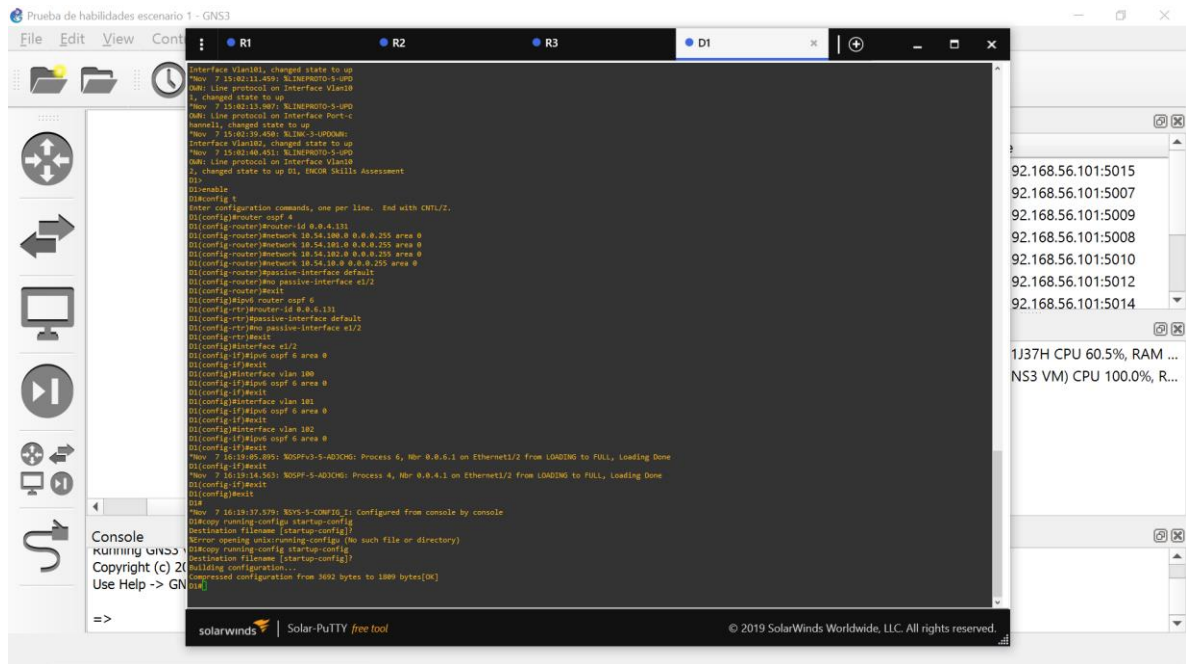 Prueba de habilidades escenario 1 - GNS3
File Edit View Cont
R1 R2 R3 D1
Interface Vlan101, changed state to up
*Nov 7 15:02:11.459: %LINEPROTO-5-UPD
OWN: Line protocol on Interface Vlan10
1, changed state to up
*Nov 7 15:02:13.907: %LINEPROTO-5-UPD
OWN: Line protocol on Interface Port-c
hannel1, changed state to up
*Nov 7 15:02:39.450: %LINK-3-UPDOWN:
Interface Vlan102, changed state to up
*Nov 7 15:02:40.451: %LINEPROTO-5-UPD
OWN: Line protocol on Interface Vlan10
2, changed state to up D1, ENCOR Skills Assessment
D1>
D1>enable
D1#config t
Enter configuration commands, one per line. End with CNTL/Z.
D1(config)#router ospf 4
D1(config-router)#router-id 0.0.4.131
D1(config-router)#network 10.54.100.0 0.0.0.255 area 0
D1(config-router)#network 10.54.101.0 0.0.0.255 area 0
D1(config-router)#network 10.54.102.0 0.0.0.255 area 0
D1(config-router)#network 10.54.10.0 0.0.0.255 area 0
D1(config-router)#passive-interface default
D1(config-router)#no passive-interface e1/2
D1(config-router)#exit
D1(config)#ipv6 router ospf 6
D1(config-rtr)#router-id 0.0.6.131
D1(config-rtr)#passive-interface default
D1(config-rtr)#no passive-interface e1/2
D1(config-rtr)#exit
D1(config)#interface e1/2
D1(config-if)#ipv6 ospf 6 area 0
D1(config-if)#exit
D1(config)#interface vlan 100
D1(config-if)#ipv6 ospf 6 area 0
D1(config-if)#exit
D1(config)#interface vlan 101
D1(config-if)#ipv6 ospf 6 area 0
D1(config-if)#exit
D1(config)#interface vlan 102
D1(config-if)#ipv6 ospf 6 area 0
D1(config-if)#exit
*Nov 7 16:19:05.895: %OSPFv3-5-ADJCHG: Process 6, Nbr 0.0.6.1 on Ethernet1/2 from LOADING to FULL, Loading Done
D1(config-if)#exit
*Nov 7 16:19:14.563: %OSPF-5-ADJCHG: Process 4, Nbr 0.0.4.1 on Ethernet1/2 from LOADING to FULL, Loading Done
D1(config-if)#exit
D1(config)#exit
D1#
*Nov 7 16:19:37.579: %SYS-5-CONFIG_I: Configured from console by console
D1#copy running-configu startup-config
Destination filename [startup-config]?
%Error opening unix:running-configu (No such file or directory)
D1#copy running-config startup-config
Destination filename [startup-config]?
Building configuration...
Compressed configuration from 3692 bytes to 1809 bytes[OK]
D1#
solarwinds Solar-PuTTY free tool © 2019 SolarWinds Worldwide, LLC. All rights reserved.
92.168.56.101:5015
92.168.56.101:5007
92.168.56.101:5009
92.168.56.101:5008
92.168.56.101:5010
92.168.56.101:5012
92.168.56.101:5014
1J37H CPU 60.5%, RAM ...
NS3 VM) CPU 100.0%, R...
Console
Running GNS3
Copyright (c) 20
Use Help -> GN
=>